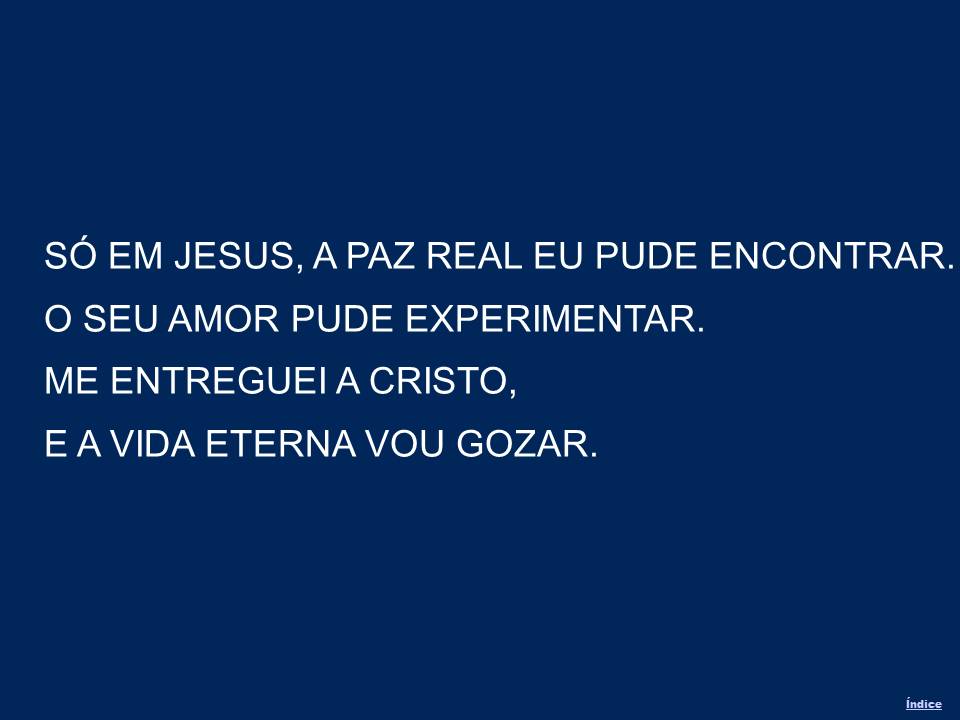 SÓ EM JESUS, A PAZ REAL EU PUDE ENCONTRAR.
O SEU AMOR PUDE EXPERIMENTAR.
ME ENTREGUEI A CRISTO,
E A VIDA ETERNA VOU GOZAR.
Índice